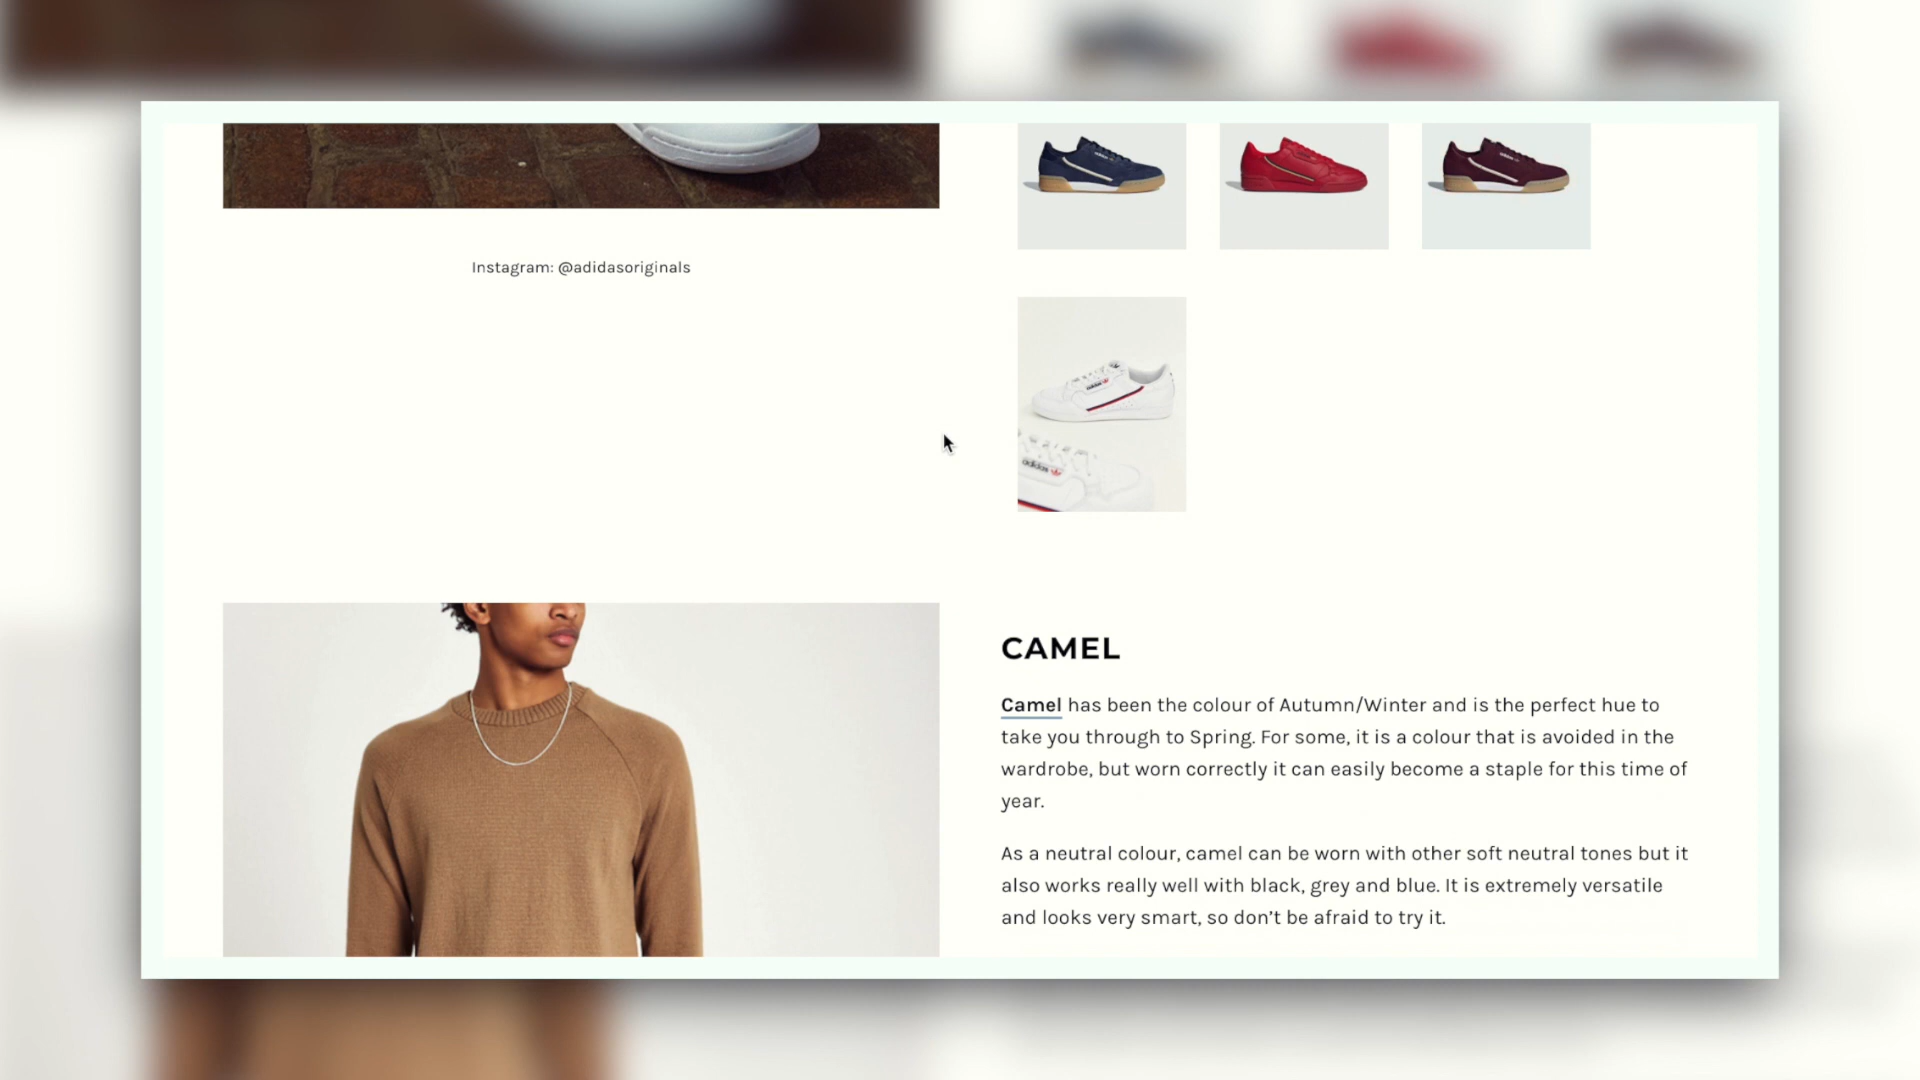 Instagram: @adidasoriginals
adidas
adidas
CAMEL
Camel has been the colour of Autumn/Winter and is the perfect hue to
take you through to Spring. For some, it is a colour that is avoided in the
wardrobe, but worn correctly it can easily become a staple for this time of
year.
As a neutral colour, camel can be worn with other soft neutral tones but it
also works really well with black, grey and blue. It is extremely versatile
and looks very smart, so don’t be afraid to try it.